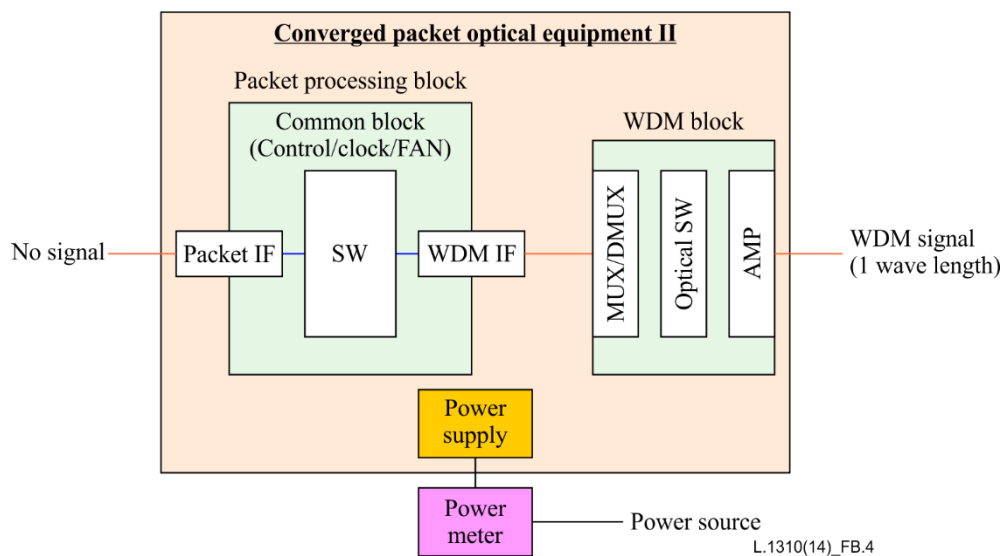 Converged packet optical equipment II
Packet processing block
Common block
(Control/clock/FAN)
WDM block
No signal
Packet IF
SW
WDM IF
MUX/DMUX
Optical SW
AMP
WDM signal
(1 wave length)
Power
supply
Power
meter
Power source
L.1310(14)_FB.4